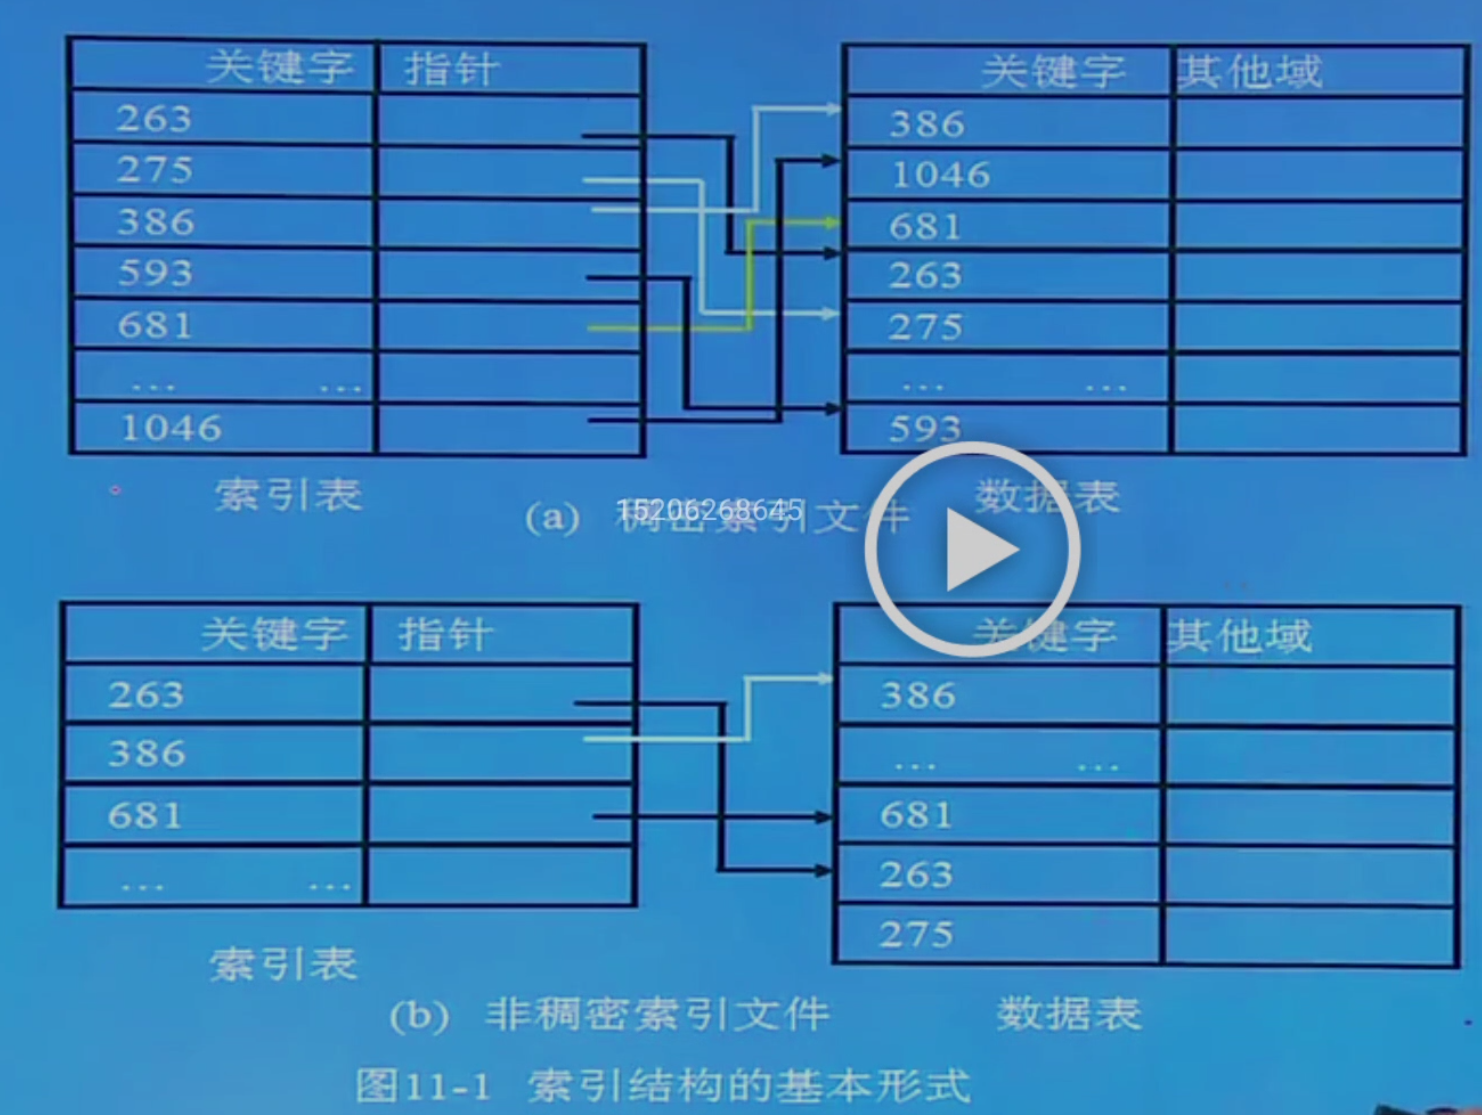 关键字 指针
263
275
386
593
681
... ...
1046
索引表
关键字 其他域
386
1046
681
263
275
... ...
593
数据表
(a) 稠密索引文件
15206268645
关键字 指针
263
386
681
... ...
索引表
关键字 其他域
386
... ...
681
263
275
数据表
(b) 非稠密索引文件
图11-1 索引结构的基本形式